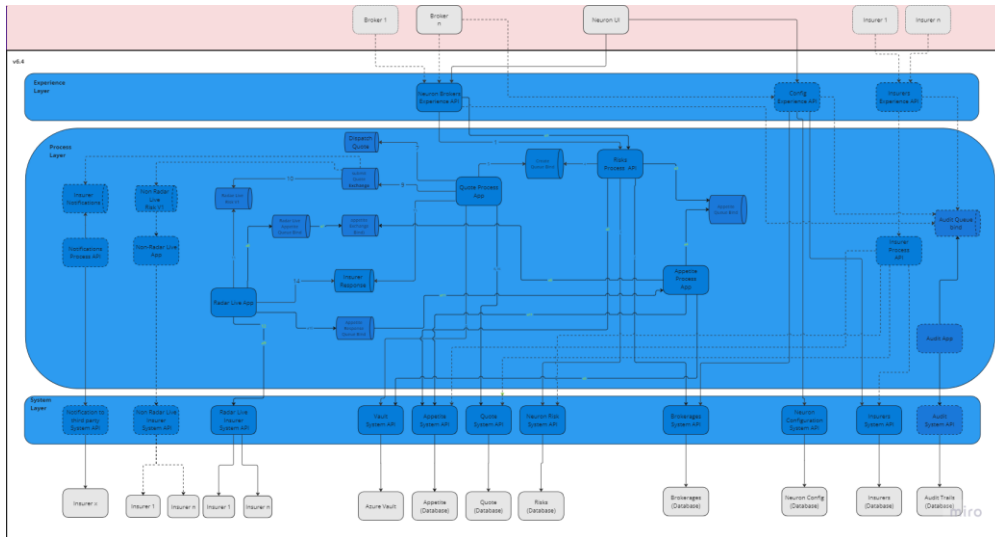 Broker 1
Broker
n
Neuron UI
Insurer 1
Insurer n
v6.4
Experience
Layer
Neuron Brokers
Experience API
Config
Experience API
Insurers
Experience API
Process
Layer
Dispatch
Quote
Risks
Process API
Quote Process
App
Insurer
Notifications
Non Radar
Live
Audit Queue
Bind
Notifications
Process API
Non-Radar Live
App
Insurer
Process
API
Insurer
Response
Appetite
Process
App
Radar Live App
Audit App
System
Layer
Notification to
third party
System API
Non Radar Live
Insurer
System API
Radar Live
Insurer
System API
Vault
System API
Appetite
System API
Quote
System API
Neuron Risk
System API
Brokerages
System API
Neuron
Configuration
System API
Insurers
System API
Audit
System API
Insurer x
Insurer 1
Insurer n
Insurer 1
Insurer n
Azure Vault
Appetite
(Database)
Quote
(Database)
Risks
(Database)
Brokerages
(Database)
Neuron Config
(Database)
Insurers
(Database)
Audit Trails
(Database)
miro